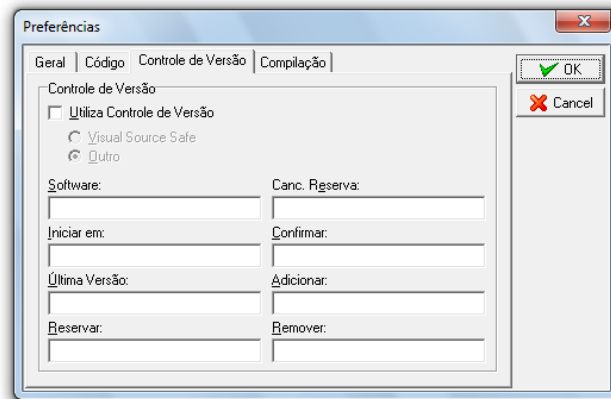 Preferências
Geral Código Controle de Versão Compilação
OK
Cancel
Controle de Versão
Utiliza Controle de Versão
Visual Source Safe
Outro
Software: Canc. Reserva:
Iniciar em: Confirmar:
Última Versão: Adicionar:
Reservar: Remover: